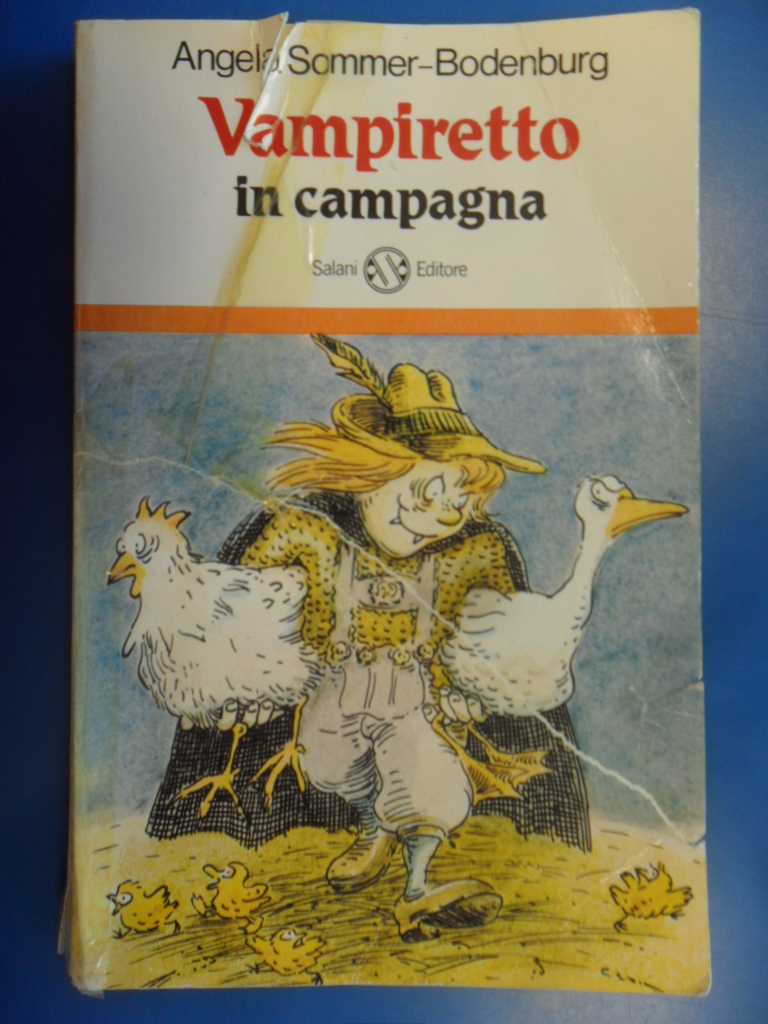 Angela Sommer-Bodenburg
Vampiretto
in campagna
Salani Editore